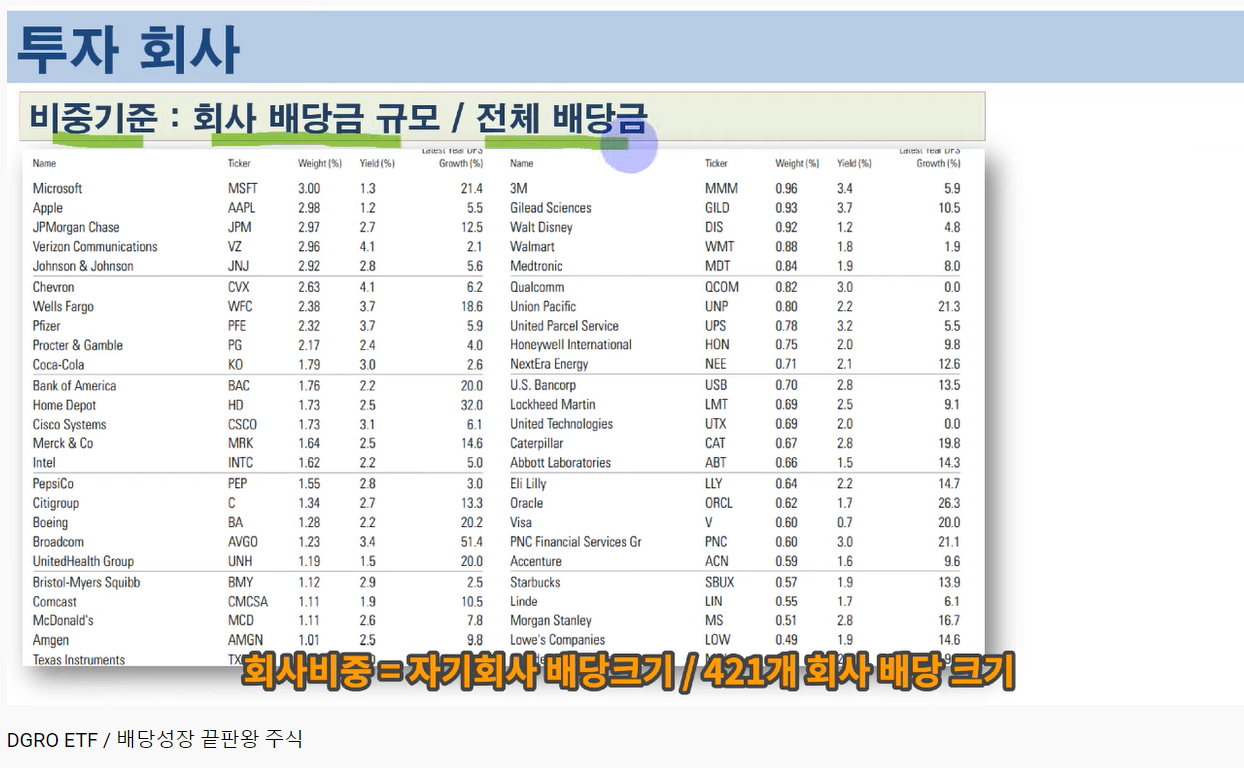 투자 회사
비중기준 : 회사 배당금 규모 / 전체 배당금
Name Ticker Weight (%) Yield (%) Latest Year DPS Growth (%) Name Ticker Weight (%) Yield (%) Latest Year DPS Growth (%)
Microsoft MSFT 3.00 1.3 21.4 3M MMM 0.96 3.4 5.9
Apple AAPL 2.98 1.2 5.5 Gilead Sciences GILD 0.93 3.7 10.5
JPMorgan Chase JPM 2.97 2.7 12.5 Walt Disney DIS 0.92 1.2 4.8
Verizon Communications VZ 2.96 4.1 2.1 Walmart WMT 0.88 1.8 1.9
Johnson & Johnson JNJ 2.92 2.8 5.6 Medtronic MDT 0.84 1.9 8.0
Chevron CVX 2.63 4.1 6.2 Qualcomm QCOM 0.82 3.0 0.0
Wells Fargo WFC 2.38 3.7 18.6 Union Pacific UNP 0.80 2.2 21.3
Pfizer PFE 2.32 3.7 5.9 United Parcel Service UPS 0.78 3.2 5.5
Procter & Gamble PG 2.17 2.4 4.0 Honeywell International HON 0.75 2.0 9.8
Coca-Cola KO 1.79 3.0 2.6 NextEra Energy NEE 0.71 2.1 12.6
Bank of America BAC 1.76 2.2 20.0 U.S. Bancorp USB 0.70 2.8 13.5
Home Depot HD 1.73 2.5 32.0 Lockheed Martin LMT 0.69 2.5 9.1
Cisco Systems CSCO 1.73 3.1 6.1 United Technologies UTX 0.69 2.0 0.0
Merck & Co MRK 1.64 2.5 14.6 Caterpillar CAT 0.67 2.8 19.8
Intel INTC 1.62 2.2 5.0 Abbott Laboratories ABT 0.66 1.5 14.3
PepsiCo PEP 1.55 2.8 3.0 Eli Lilly LLY 0.64 2.2 14.7
Citigroup C 1.34 2.7 13.3 Oracle ORCL 0.62 1.7 26.3
Boeing BA 1.28 2.2 20.2 Visa V 0.60 0.7 20.0
Broadcom AVGO 1.23 3.4 51.4 PNC Financial Services Gr PNC 0.60 3.0 21.1
UnitedHealth Group UNH 1.19 1.5 20.0 Accenture ACN 0.59 1.6 9.6
Bristol-Myers Squibb BMY 1.12 2.9 2.5 Starbucks SBUX 0.57 1.9 13.9
Comcast CMCSA 1.11 1.9 10.5 Linde LIN 0.55 1.7 6.1
McDonald's MCD 1.11 2.6 7.8 Morgan Stanley MS 0.51 2.8 16.7
Amgen AMGN 1.01 2.5 9.8 Lowe's Companies LOW 0.49 1.9 14.6
Texas Instruments
회사비중 = 자기회사 배당크기 / 421개 회사 배당 크기
DGRO ETF / 배당성장 끝판왕 주식